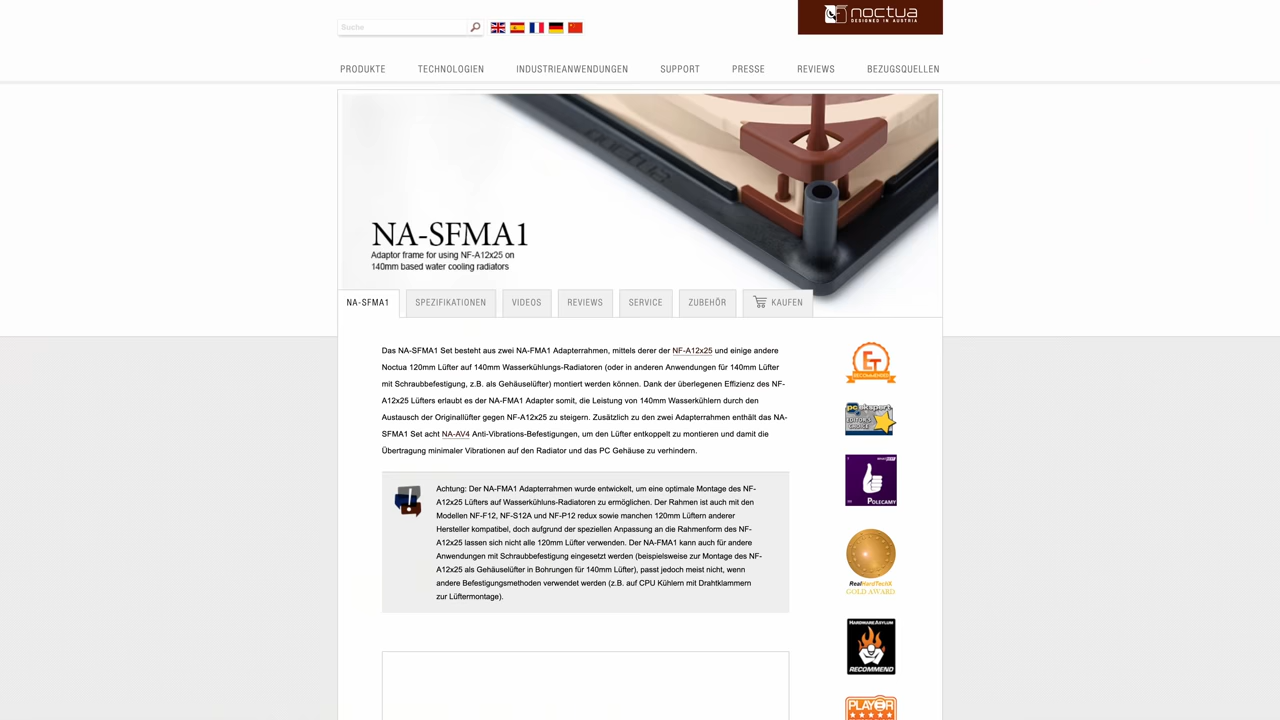 Suche
noctua
DESIGNED IN AUSTRIA
PRODUKTE TECHNOLOGIEN INDUSTRIEANWENDUNGEN SUPPORT PRESSE REVIEWS BEZUGSQUELLEN
noctua
NA-SFMA1
Adaptor frame for using NF-A12x25 on
140mm based water cooling radiators
NA-SFMA1 SPEZIFIKATIONEN VIDEOS REVIEWS SERVICE ZUBEHÖR KAUFEN
Das NA-SFMA1 Set besteht aus zwei NA-FMA1 Adapterrahmen, mittels derer der NF-A12x25 und einige andere
Noctua 120mm Lüfter auf 140mm Wasserkühlungs-Radiatoren (oder in anderen Anwendungen für 140mm Lüfter
mit Schraubbefestigung, z.B. als Gehäuselüfter) montiert werden können. Dank der überlegenen Effizienz des NF-
A12x25 Lüfters erlaubt es der NA-FMA1 Adapter somit, die Leistung von 140mm Wasserkühlern durch den
Austausch der Originallüfter gegen NF-A12x25 zu steigern. Zusätzlich zu den zwei Adapterrahmen enthält das NA-
SFMA1 Set acht NA-AV4 Anti-Vibrations-Befestigungen, um den Lüfter entkoppelt zu montieren und damit die
Übertragung minimaler Vibrationen auf den Radiator und das PC Gehäuse zu verhindern.
Achtung: Der NA-FMA1 Adapterrahmen wurde entwickelt, um eine optimale Montage des NF-
A12x25 Lüfters auf Wasserkühluns-Radiatoren zu ermöglichen. Der Rahmen ist auch mit den
Modellen NF-F12, NF-S12A und NF-P12 redux sowie manchen 120mm Lüftern anderer
Hersteller kompatibel, doch aufgrund der speziellen Anpassung an die Rahmenform des NF-
A12x25 lassen sich nicht alle 120mm Lüfter verwenden. Der NA-FMA1 kann auch für andere
Anwendungen mit Schraubbefestigung eingesetzt werden (beispielsweise zur Montage des NF-
A12x25 als Gehäuselüfter in Bohrungen für 140mm Lüfter), passt jedoch meist nicht, wenn
andere Befestigungsmethoden verwendet werden (z.B. auf CPU Kühlern mit Drahtklammern
zur Lüftermontage).
ET
RECOMMENDED
pc ekspert
EDITOR'S
CHOICE
POLECAMY
RealHardTechX
GOLD AWARD
HARDWARE ASYLUM
RECOMMEND
PLAYER